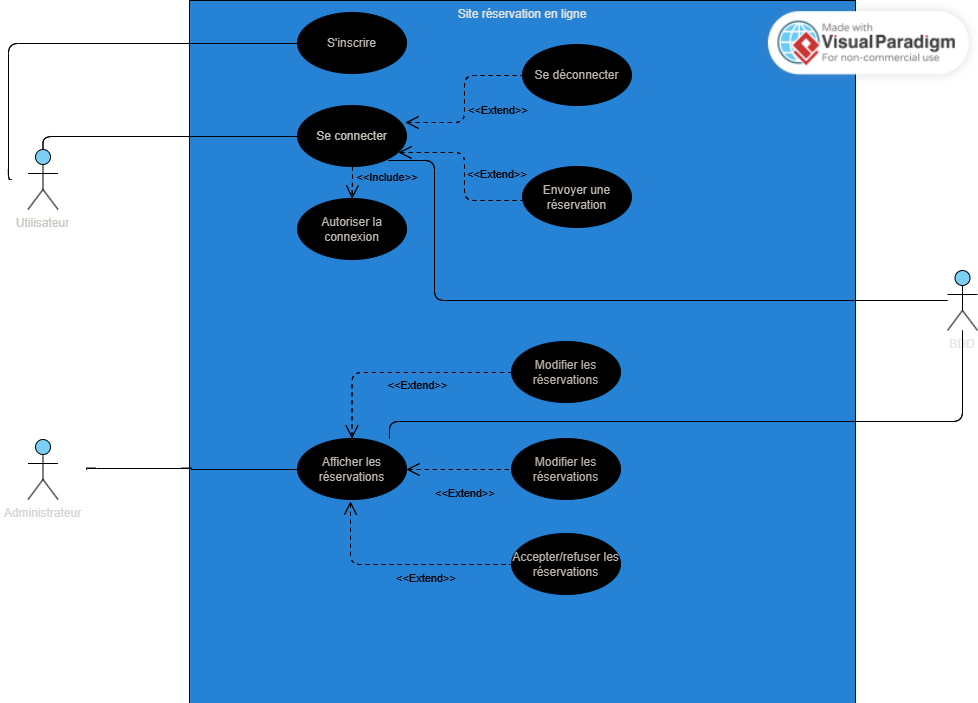 Site réservation en ligne
Made with
VisualParadigm
For non-commercial use
S'inscrire
Se déconnecter
<<Extend>>
Se connecter
<<Include>>
<<Extend>>
Envoyer une
réservation
Utilisateur
Autoriser la
connexion
BDD
Modifier les
réservations
<<Extend>>
Afficher les
réservations
Modifier les
réservations
<<Extend>>
Administrateur
Accepter/refuser les
réservations
<<Extend>>